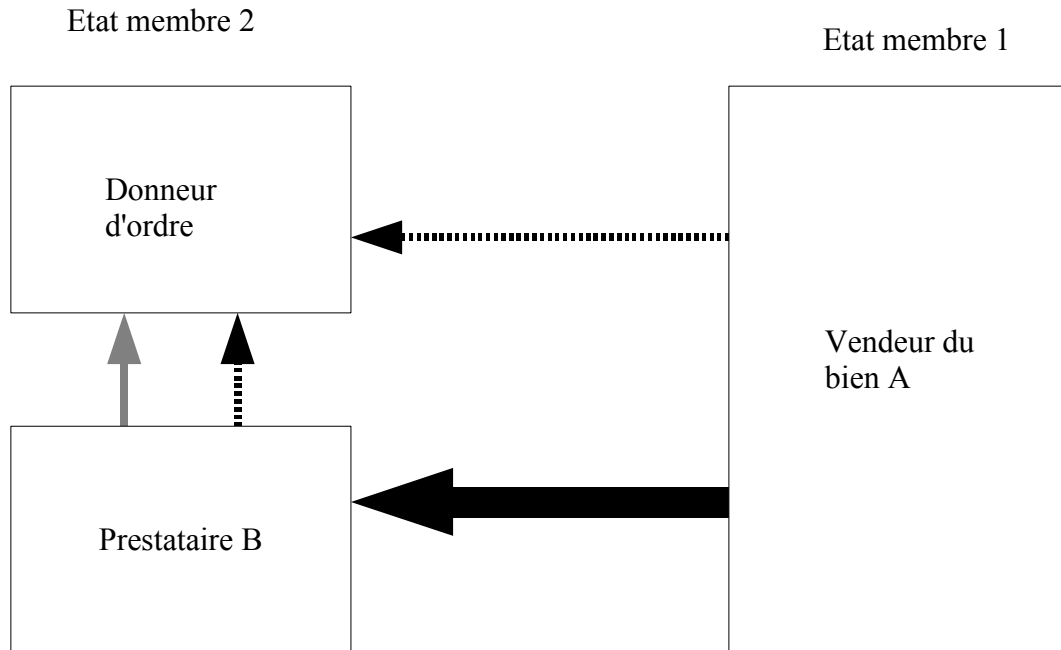 Etat membre 2
Etat membre 1
Donneur
d'ordre
Vendeur du
bien A
Prestataire B